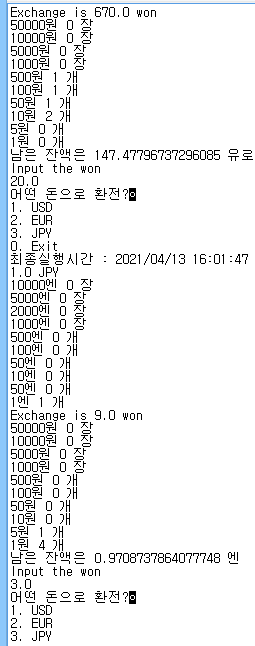 Exchange is 670.0 won
50000원 0 장
10000원 0 장
5000원 0 장
1000원 0 장
500원 1 개
100원 1 개
50원 1 개
10원 2 개
5원 0 개
1원 0 개
남은 잔액은 147.47796737296085 유로
Input the won
20.0
어떤 돈으로 환전?
1. USD
2. EUR
3. JPY
0. Exit
최종실행시간 : 2021/04/13 16:01:47
1.0 JPY
10000엔 0 장
5000엔 0 장
2000엔 0 장
1000엔 0 장
500엔 0 개
100엔 0 개
50엔 0 개
10엔 0 개
50엔 0 개
1엔 1 개
Exchange is 9.0 won
50000원 0 장
10000원 0 장
5000원 0 장
1000원 0 장
500원 0 개
100원 0 개
50원 0 개
10원 0 개
5원 1 개
1원 4 개
남은 잔액은 0.9708737864077748 엔
Input the won
3.0
어떤 돈으로 환전?
1. USD
2. EUR
3. JPY